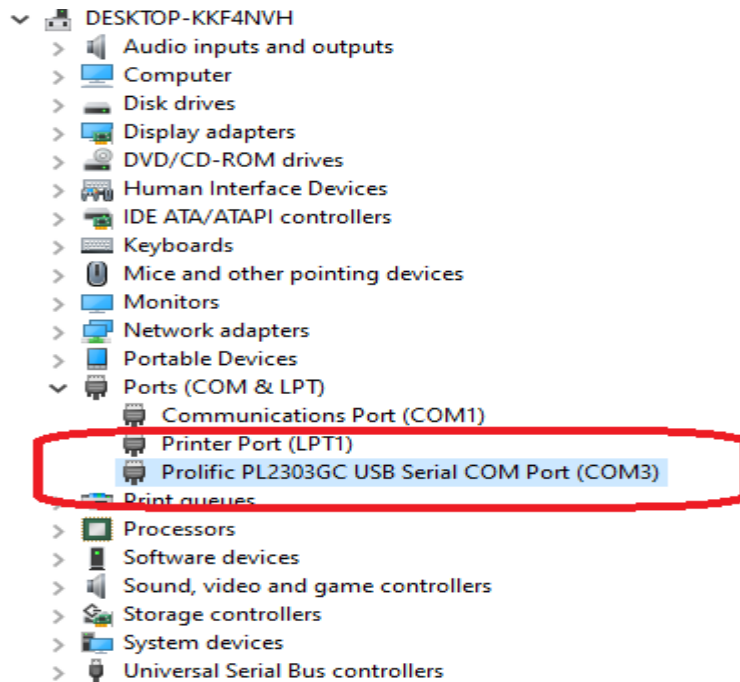 DESKTOP-KKF4NVH
Audio inputs and outputs
Computer
Disk drives
Display adapters
DVD/CD-ROM drives
Human Interface Devices
IDE ATA/ATAPI controllers
Keyboards
Mice and other pointing devices
Monitors
Network adapters
Portable Devices
Ports (COM & LPT)
Communications Port (COM1)
Printer Port (LPT1)
Prolific PL2303GC USB Serial COM Port (COM3)
Print queues
Processors
Software devices
Sound, video and game controllers
Storage controllers
System devices
Universal Serial Bus controllers